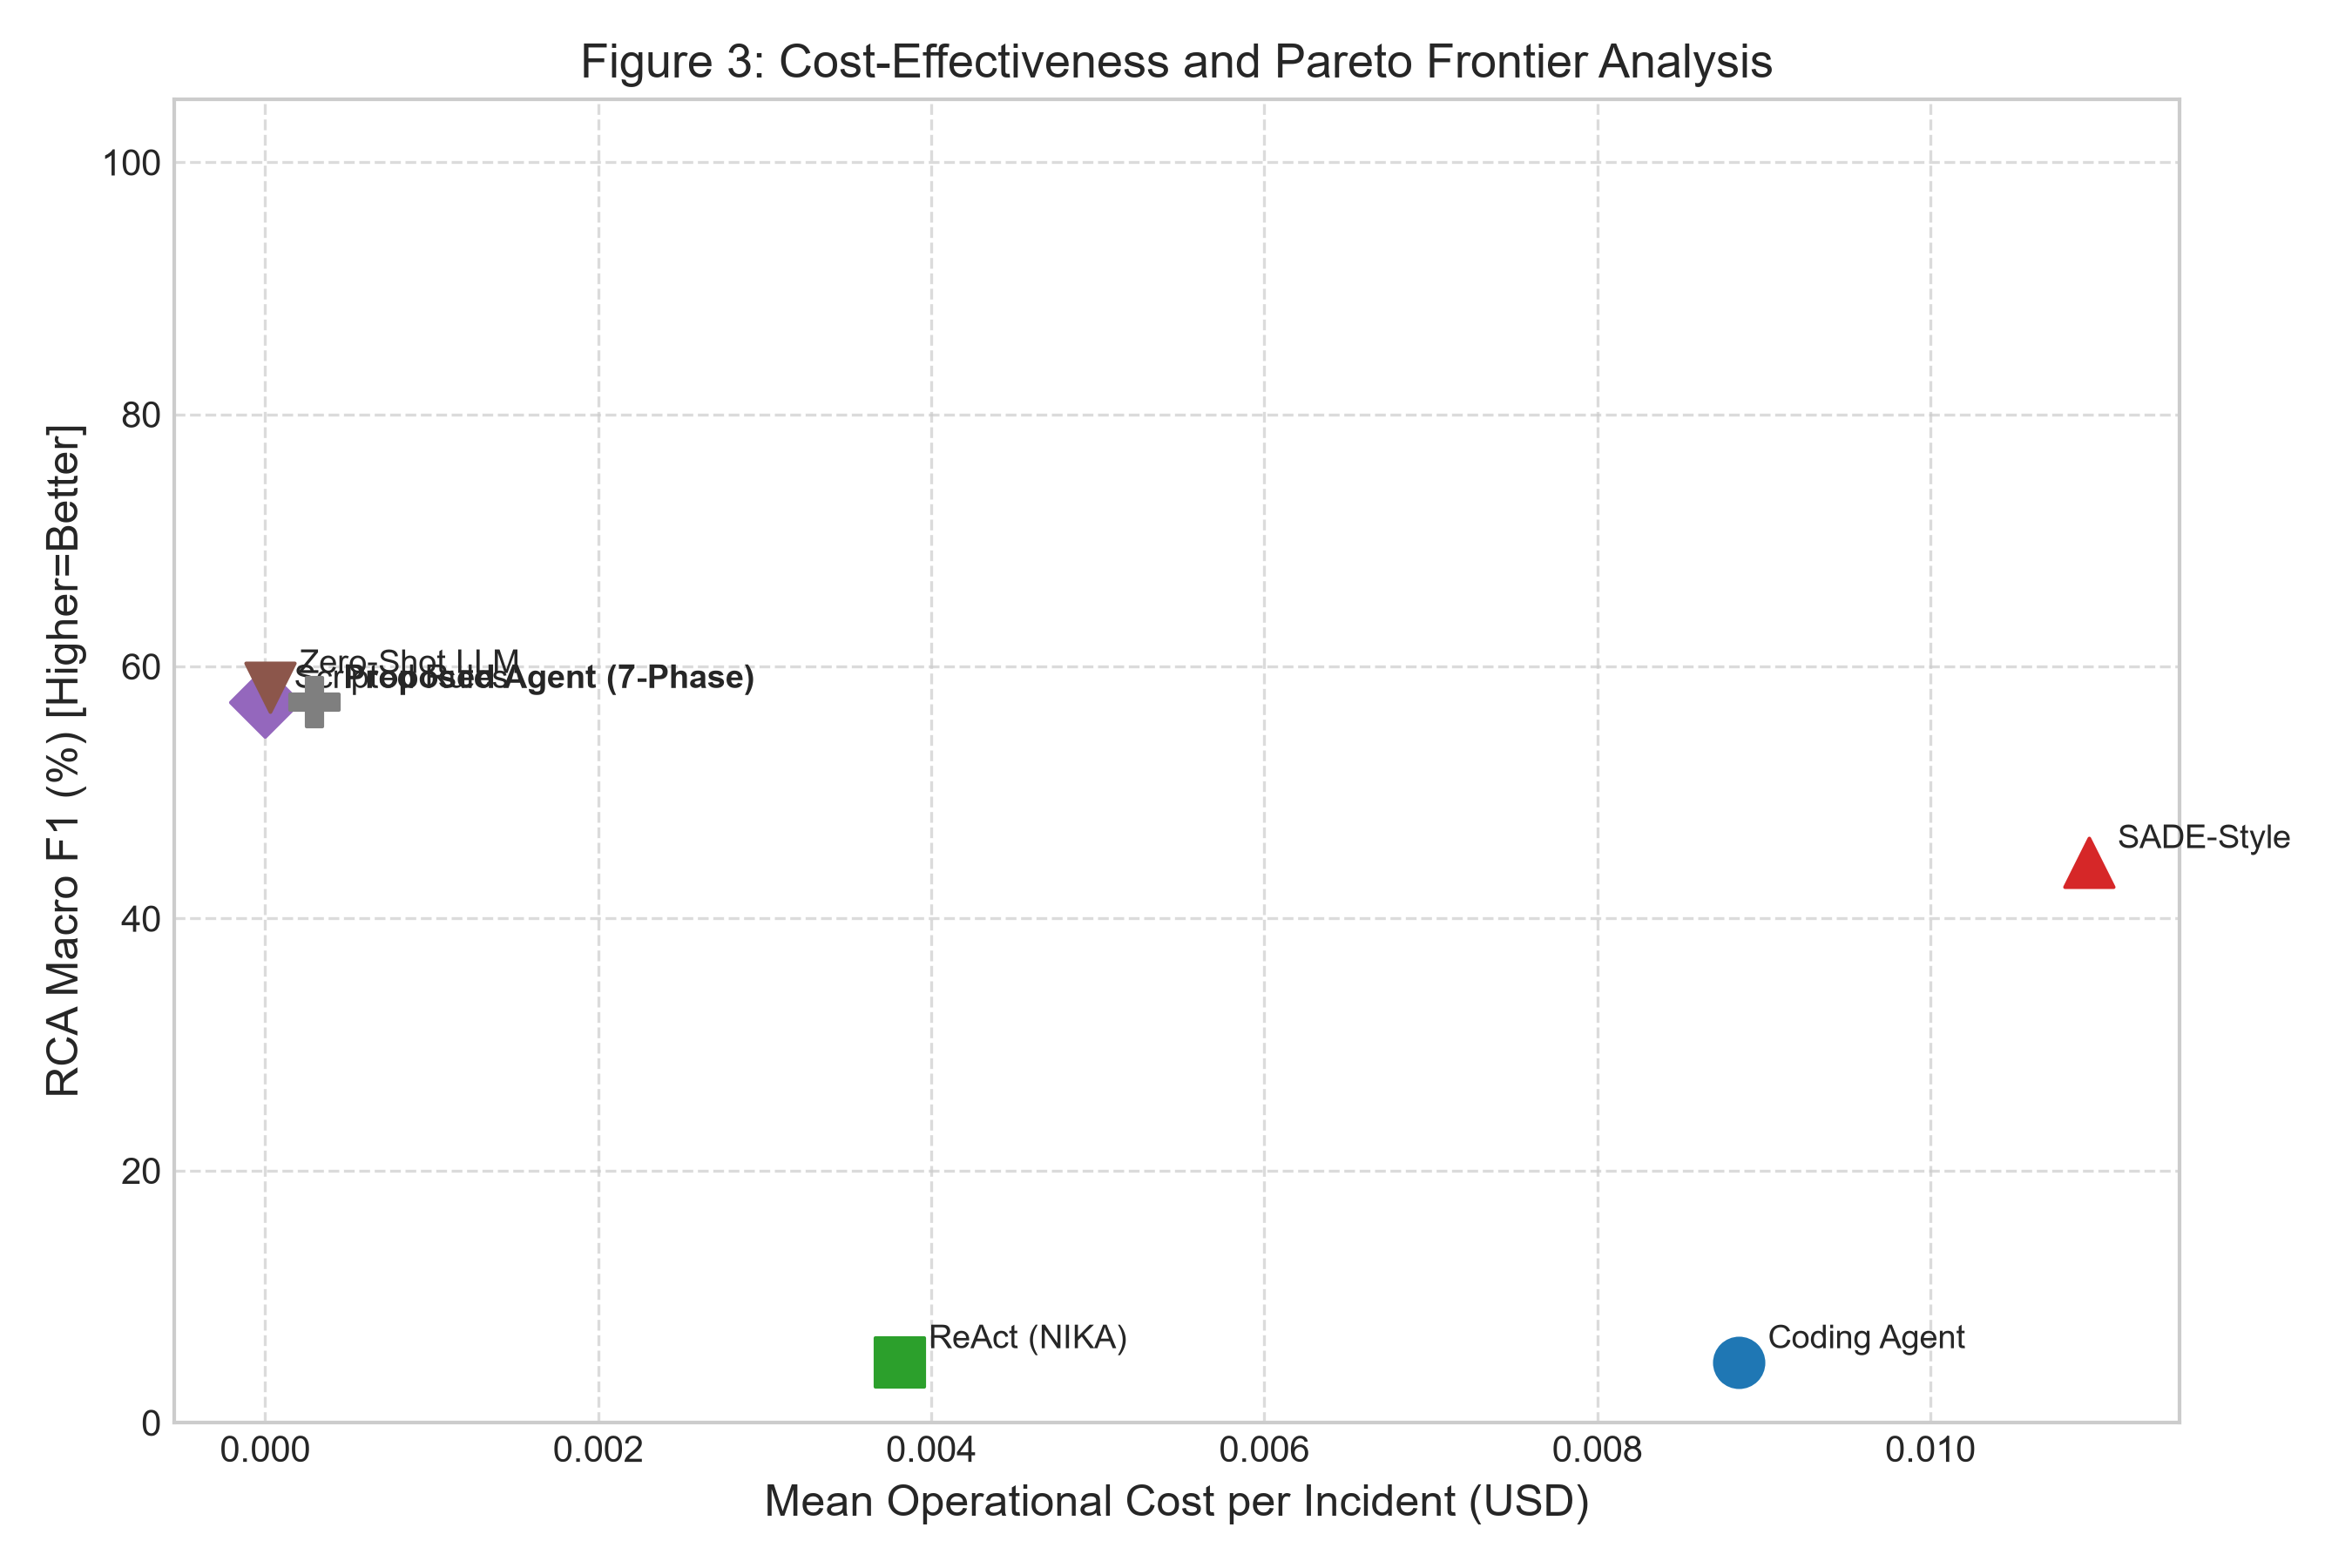 Figure 3: Cost-Effectiveness and Pareto Frontier Analysis
RCA Macro F1 (%) [Higher=Better]
100
80
60
40
20
0
Zero-Shot LLM
Scripted Rules
Proposed Agent (7-Phase)
SADE-Style
ReAct (NIKA)
Coding Agent
0.000
0.002
0.004
0.006
0.008
0.010
Mean Operational Cost per Incident (USD)